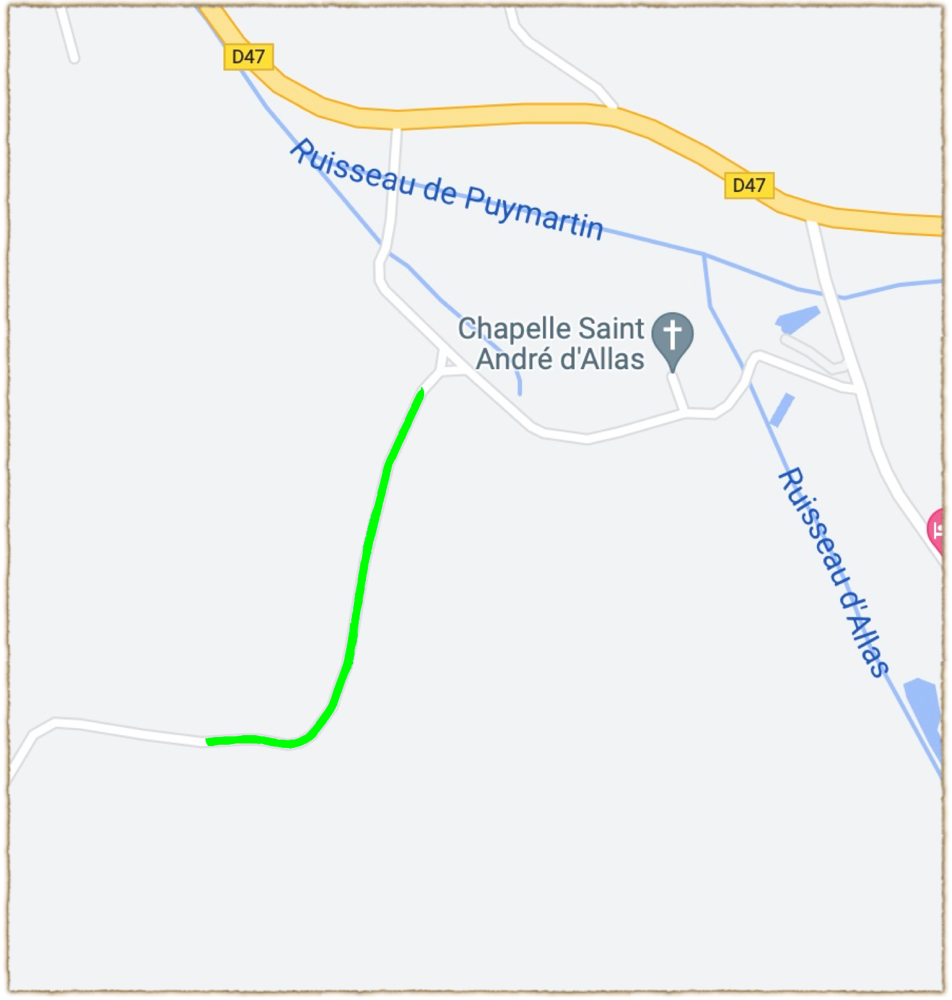 D47
Ruisseau de Puymartin
D47
Chapelle Saint
André d'Allas
Ruisseau d'Allas